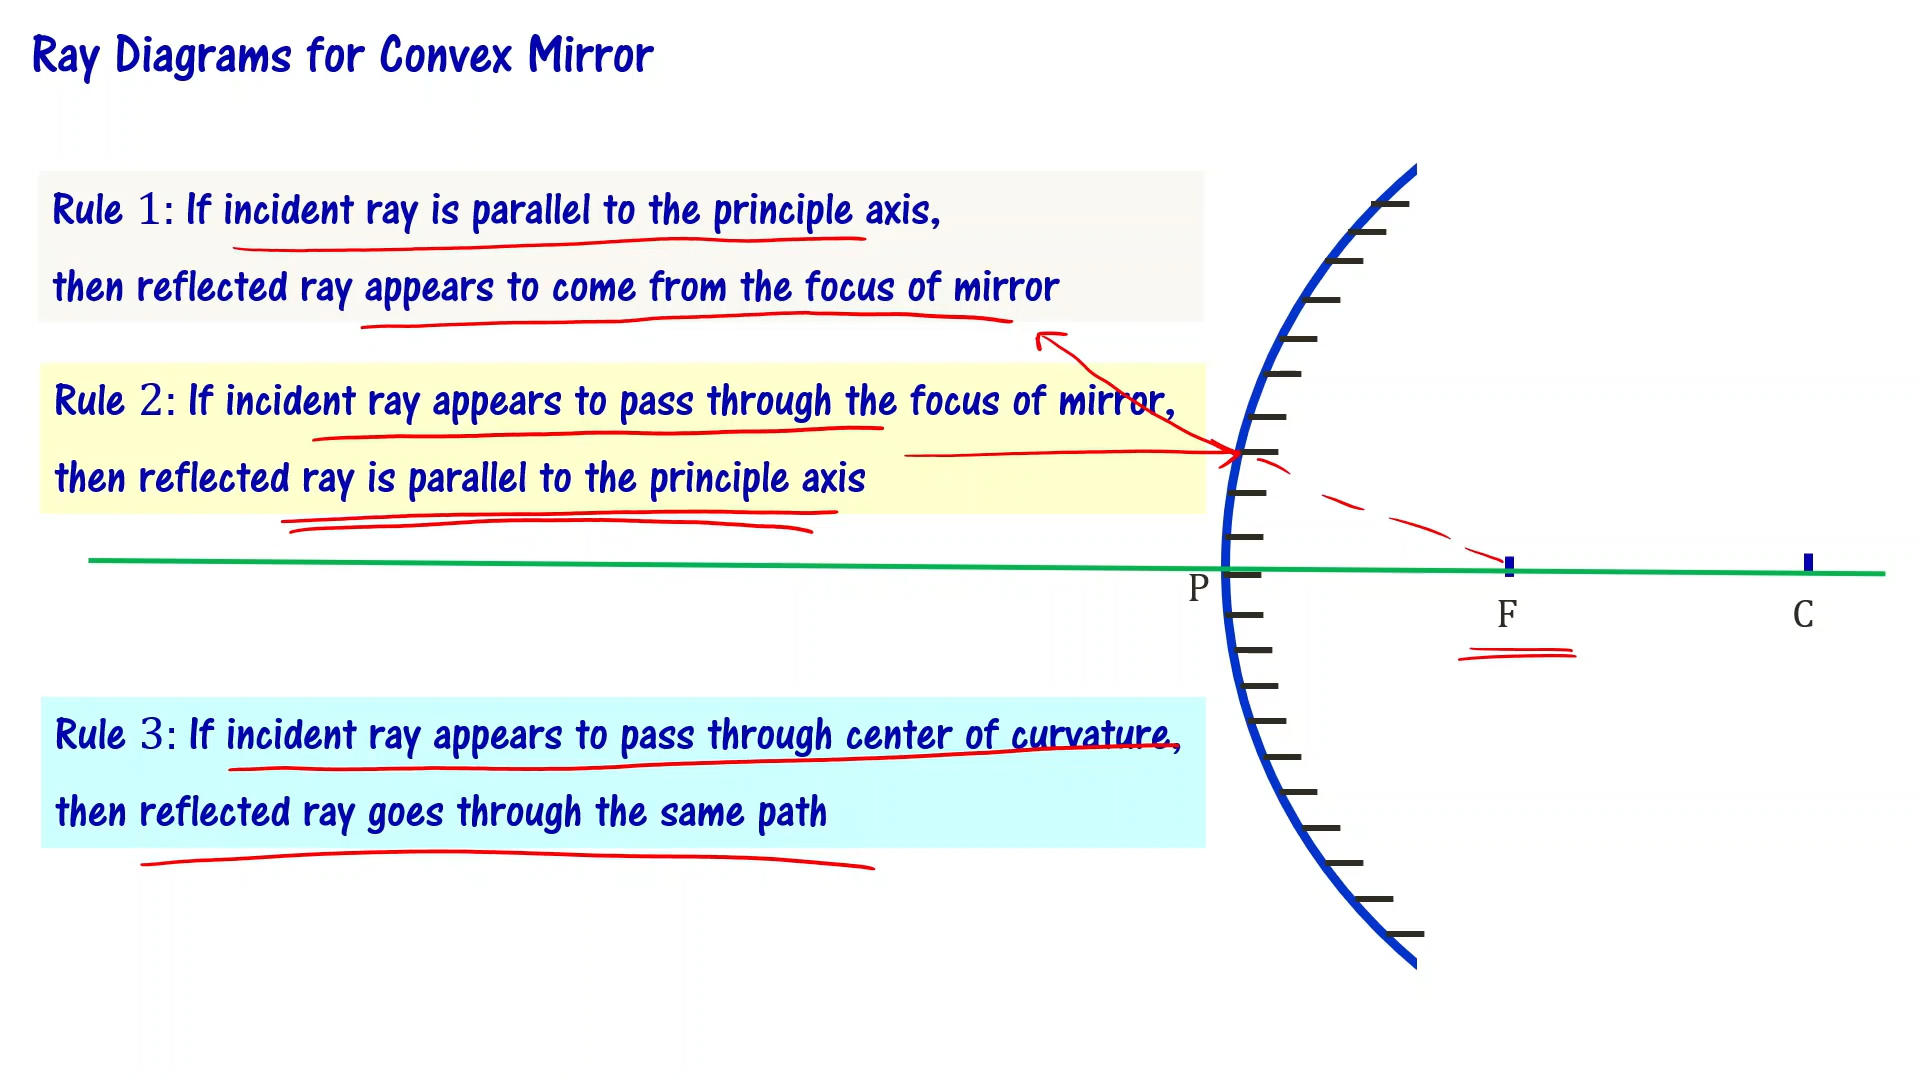 Ray Diagrams for Convex Mirror
Rule 1: If incident ray is parallel to the principle axis,
then reflected ray appears to come from the focus of mirror
Rule 2: If incident ray appears to pass through the focus of mirror,
then reflected ray is parallel to the principle axis
P
F
C
Rule 3: If incident ray appears to pass through center of curvature,
then reflected ray goes through the same path